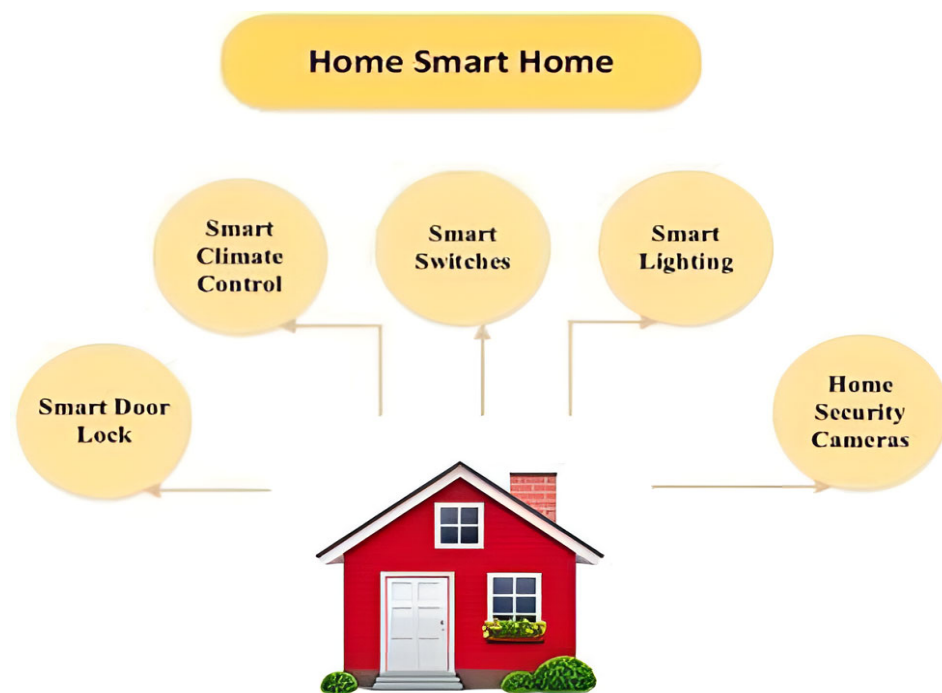 Home Smart Home
Smart
Climate
Control
Smart
Switches
Smart
Lighting
Smart Door
Lock
Home
Security
Cameras